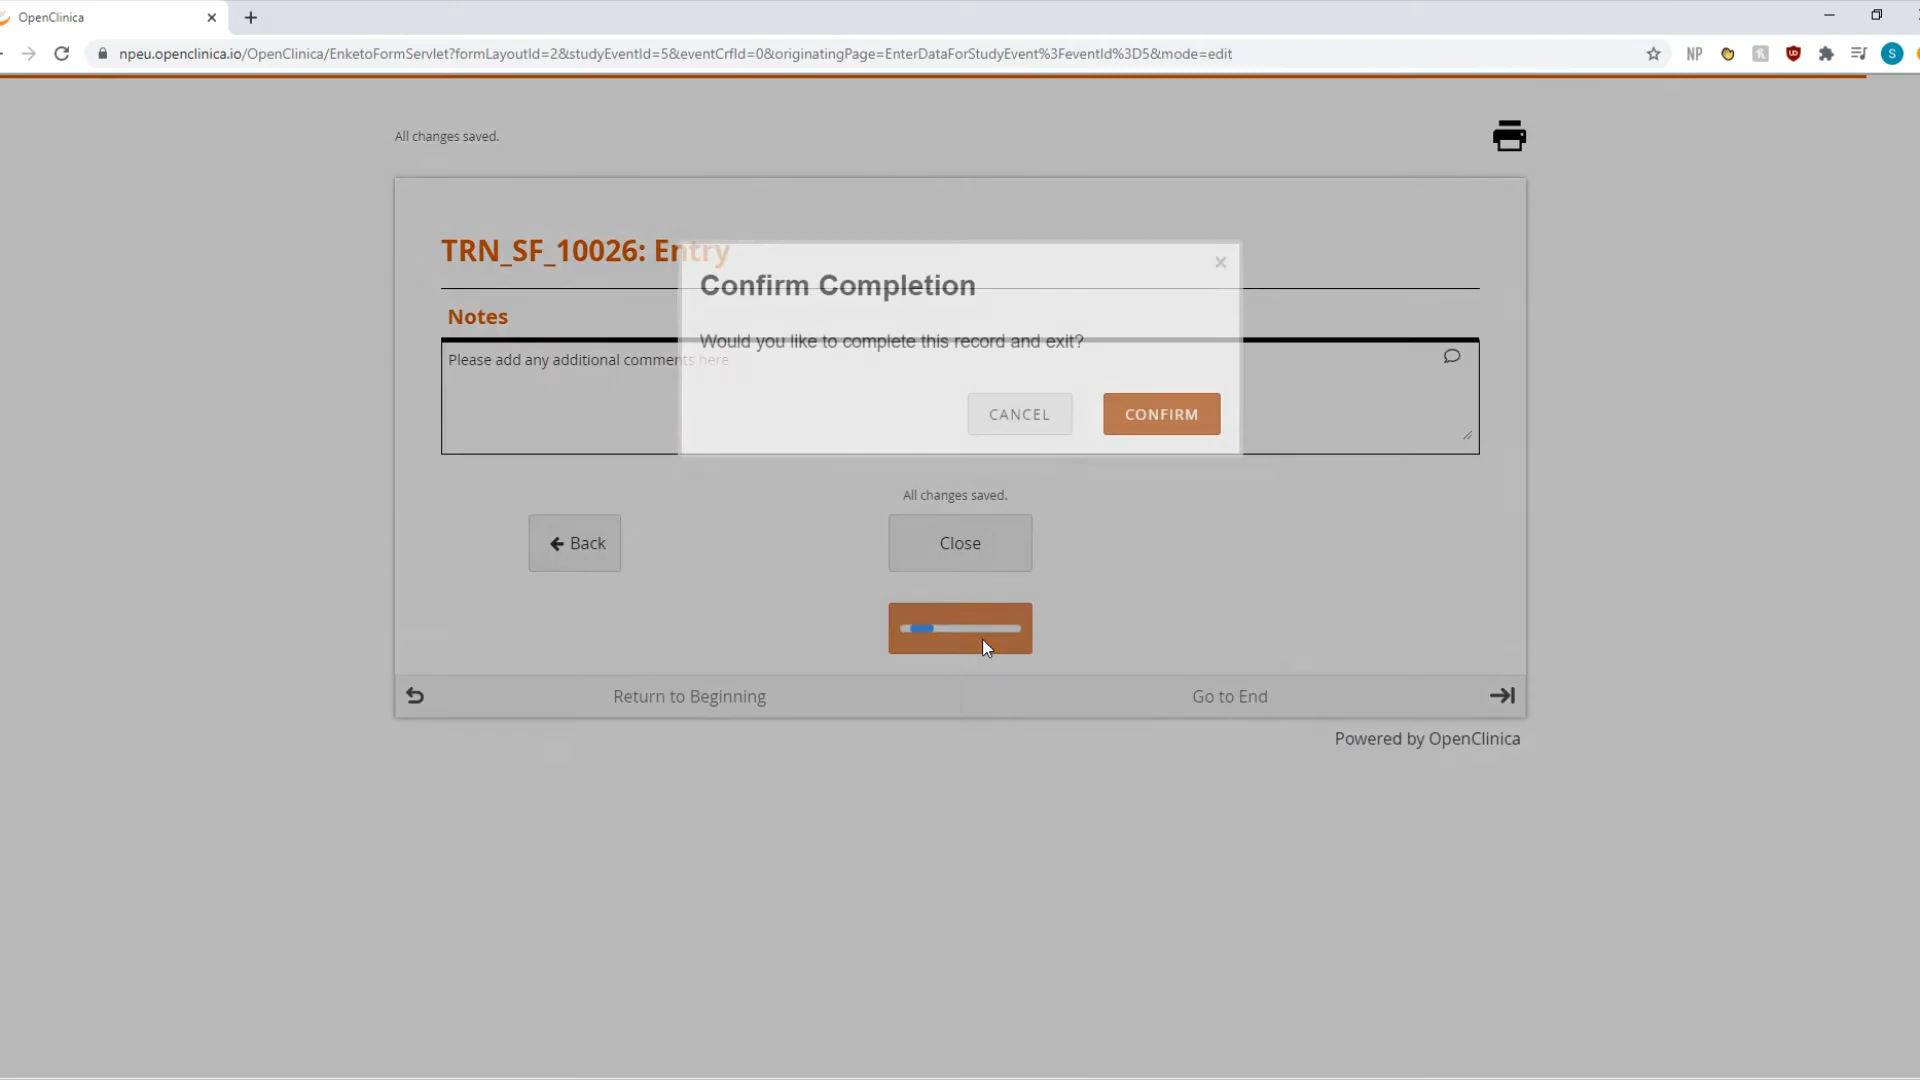 OpenClinica
npeu.openclinica.io/OpenClinica/EnketoFormServlet?formLayoutId=2&studyEventId=5&eventCrfId=0&originatingPage=EnterDataForStudyEvent%3FeventId%3D5&mode=edit
NP
S
All changes saved.
TRN_SF_10026: Entry
Confirm Completion
Notes
Would you like to complete this record and exit?
Please add any additional comments here
CANCEL
CONFIRM
All changes saved.
Back
Close
Return to Beginning
Go to End
Powered by OpenClinica